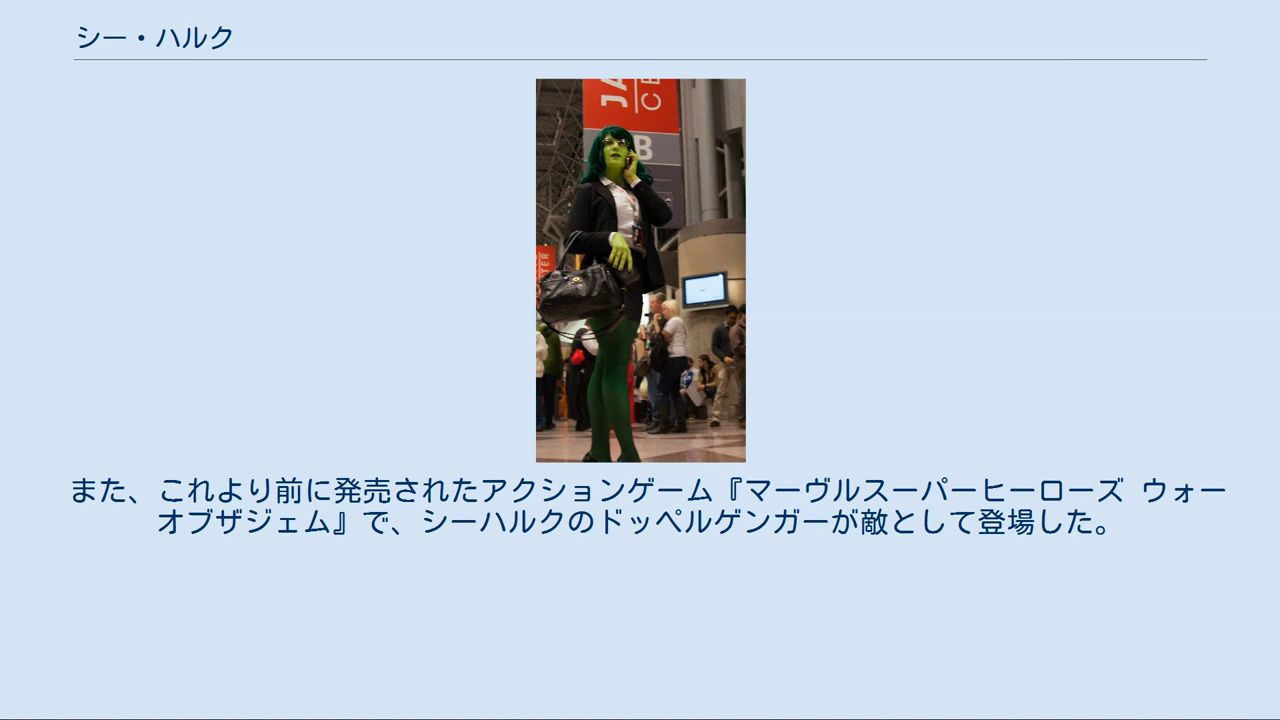 シー・ハルク
JA
CE
B
TER
また、これより前に発売されたアクションゲーム『マーヴルスーパーヒーローズ ウォー
オブザジェム』で、シーハルクのドッペルゲンガーが敵として登場した。